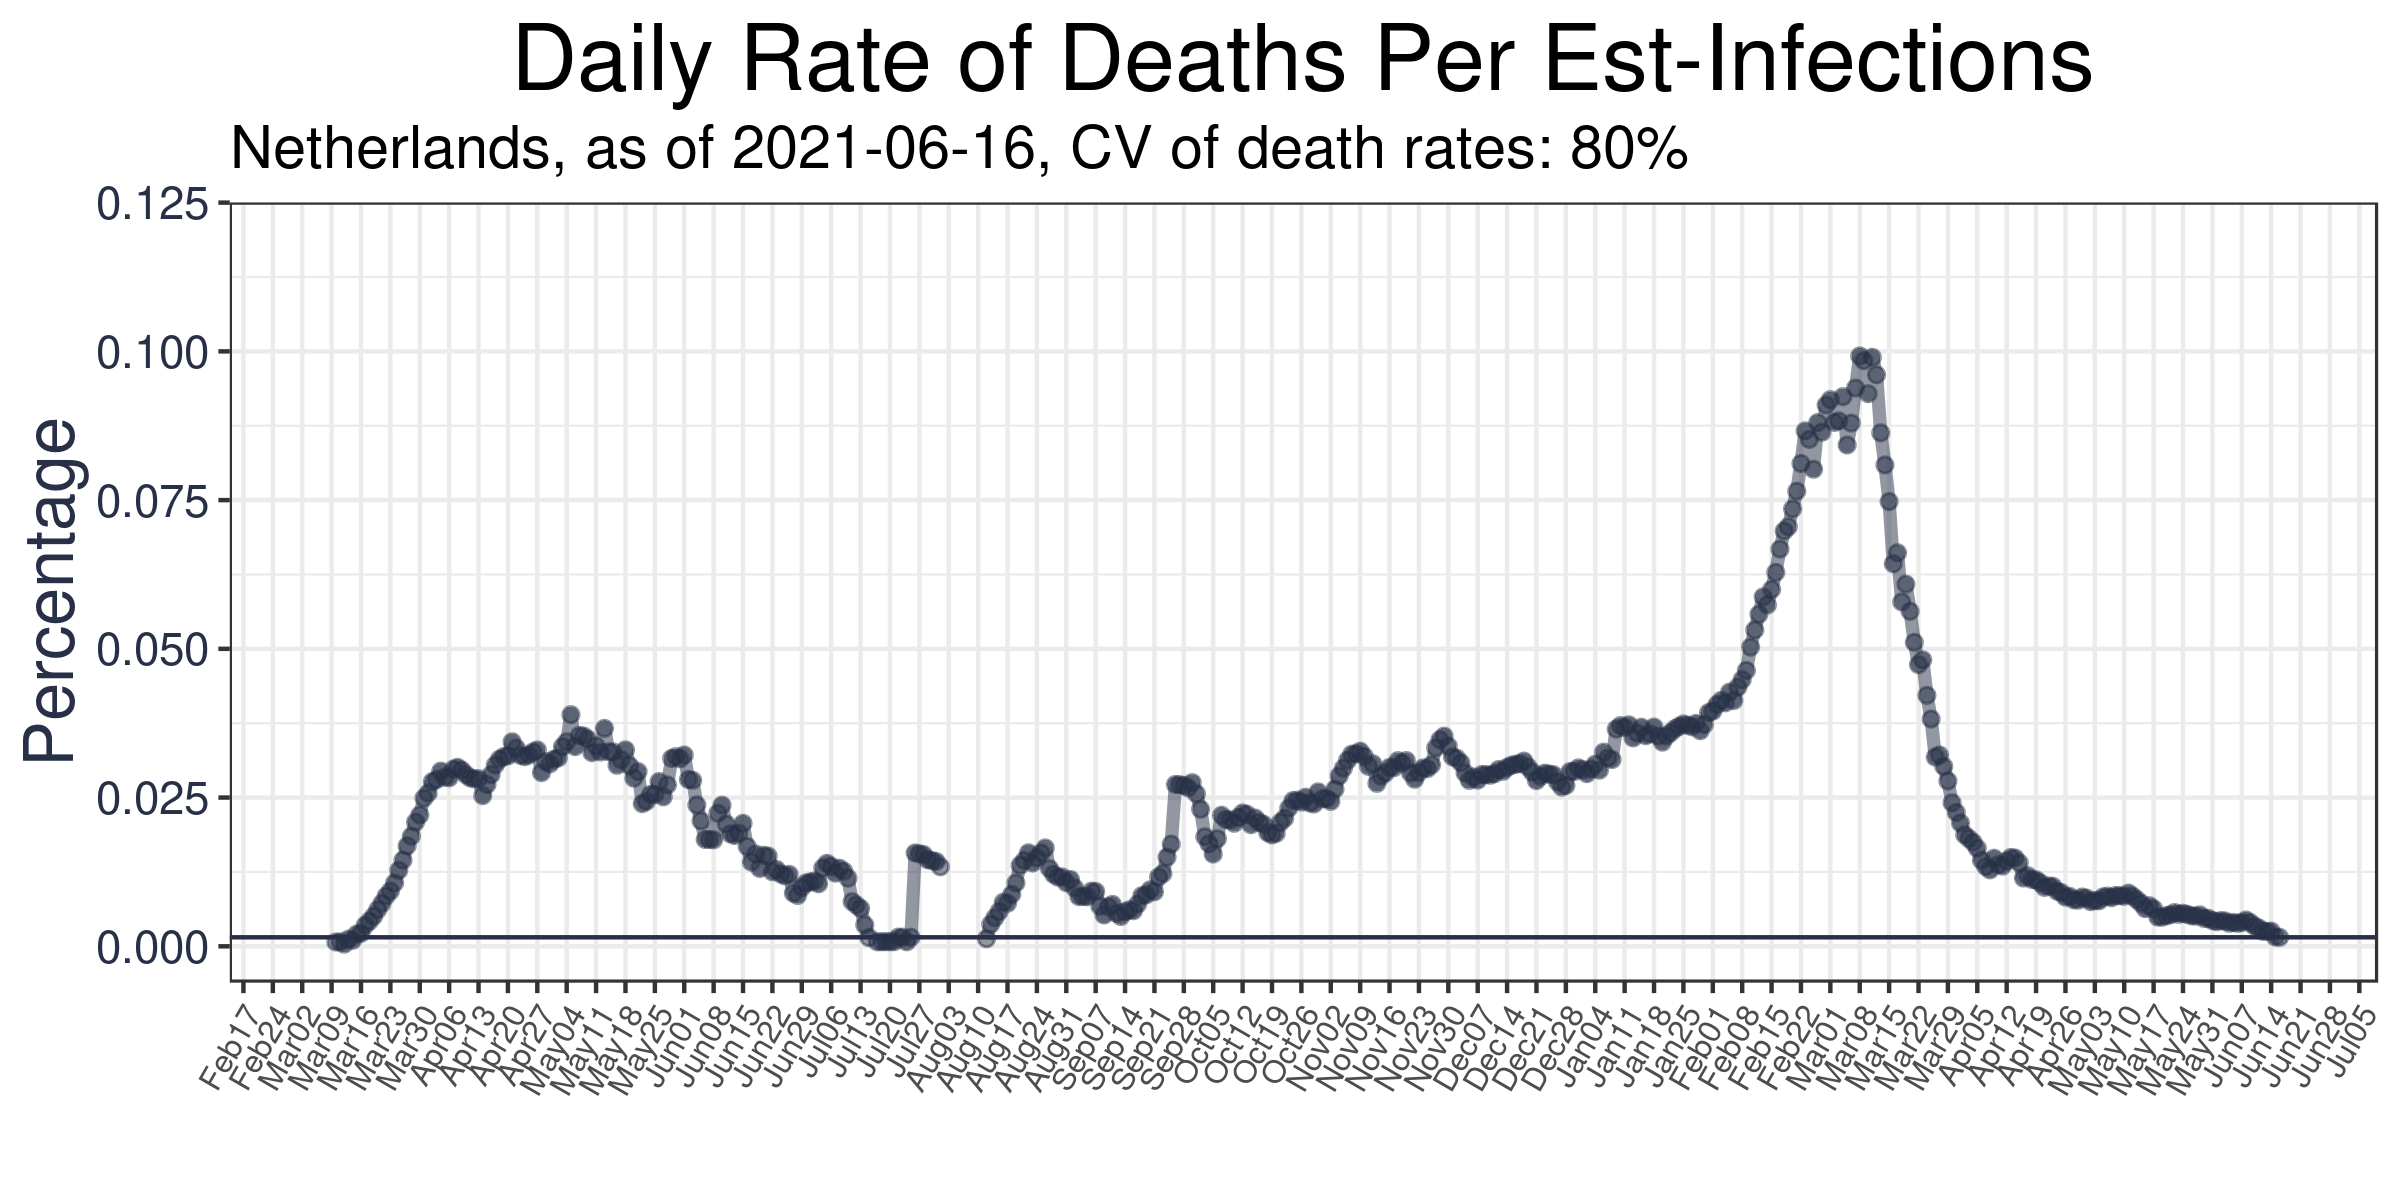 Daily Rate of Deaths Per Est-Infections
Netherlands, as of 2021-06-16, CV of death rates: 80%
Percentage
0.125
0.100
0.075
0.050
0.025
0.000
Feb17
Feb24
Mar02
Mar09
Mar16
Mar23
Mar30
Apr06
Apr13
Apr20
Apr27
May04
May11
May18
May25
Jun01
Jun08
Jun15
Jun22
Jun29
Jul06
Jul13
Jul20
Jul27
Aug03
Aug10
Aug17
Aug24
Aug31
Sep07
Sep14
Sep21
Sep28
Oct05
Oct12
Oct19
Oct26
Nov02
Nov09
Nov16
Nov23
Nov30
Dec07
Dec14
Dec21
Dec28
Jan04
Jan11
Jan18
Jan25
Feb01
Feb08
Feb15
Feb22
Mar01
Mar08
Mar15
Mar22
Mar29
Apr05
Apr12
Apr19
Apr26
May03
May10
May17
May24
May31
Jun07
Jun14
Jun21
Jun28
Jul05